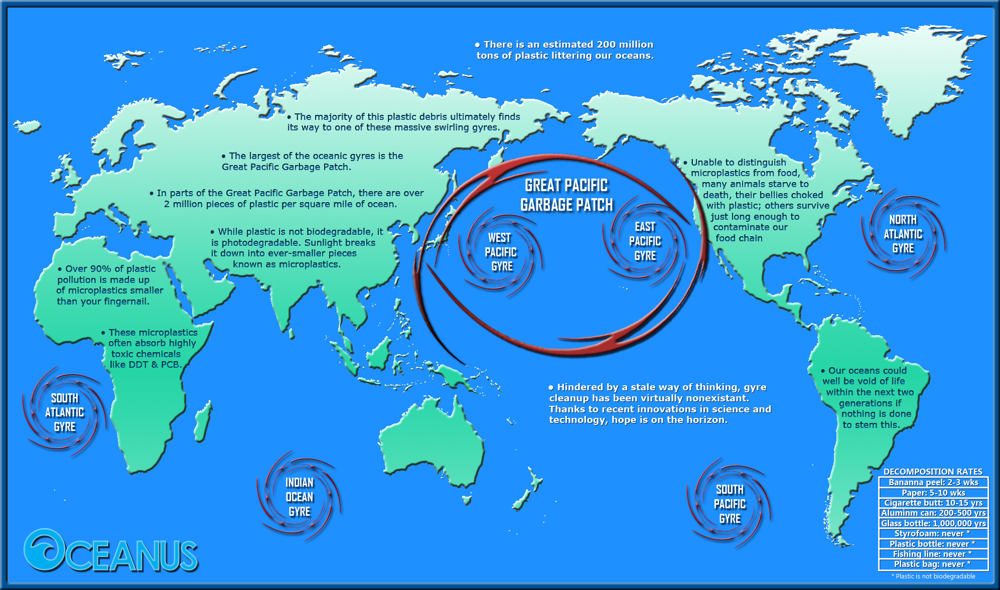 • There is an estimated 200 million
tons of plastic littering our oceans.
• The majority of this plastic debris ultimately finds
its way to one of these massive swirling gyres.
• The largest of the oceanic gyres is the
Great Pacific Garbage Patch.
• In parts of the Great Pacific Garbage Patch, there are over
2 million pieces of plastic per square mile of ocean.
• While plastic is not biodegradable, it
is photodegradable. Sunlight breaks
it down into ever-smaller pieces
known as microplastics.
• Over 90% of plastic
pollution is made up
of microplastics smaller
than your fingernail.
• These microplastics
often absorb highly
toxic chemicals
like DDT & PCB.
GREAT PACIFIC
GARBAGE PATCH
WEST
PACIFIC
GYRE
EAST
PACIFIC
GYRE
• Unable to distinguish
microplastics from food,
many animals starve to
death, their bellies choked
with plastic; others survive
just long enough to
contaminate our
food chain
NORTH
ATLANTIC
GYRE
SOUTH
ATLANTIC
GYRE
INDIAN
OCEAN
GYRE
• Hindered by a stale way of thinking, gyre
cleanup has been virtually nonexistant.
Thanks to recent innovations in science and
technology, hope is on the horizon.
• Our oceans could
well be void of life
within the next two
generations if
nothing is done
to stem this.
SOUTH
PACIFIC
GYRE
DECOMPOSITION RATES
Bananna peel: 2-3 wks
Paper: 5-10 wks
Cigarette butt: 10-15 yrs
Aluminm can: 200-500 yrs
Glass bottle: 1,000,000 yrs
Styrofoam: never *
Plastic bottle: never *
Fishing line: never *
Plastic bag: never *
* Plastic is not biodegradable
OCEANUS